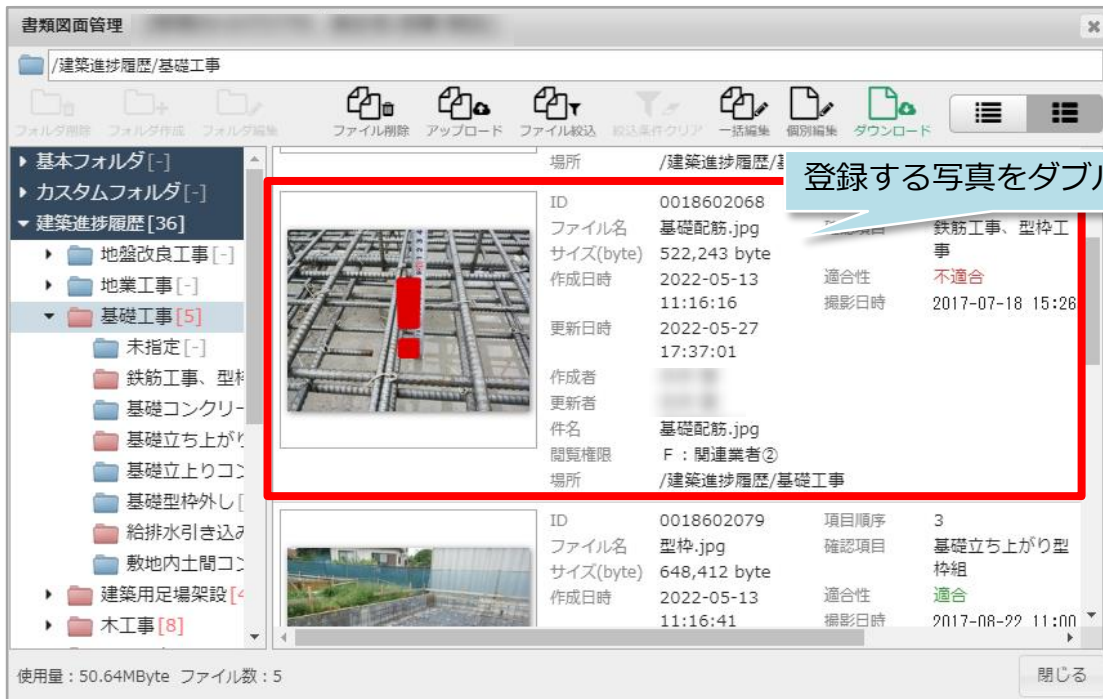 書類図面管理
/建築進捗履歴/基礎工事
フォルダ削除 フォルダ作成 フォルダ編集 ファイル削除 アップロード ファイル絞込 絞込条件クリア 一括編集 個別編集 ダウンロード
基本フォルダ[-]
カスタムフォルダ[-]
建築進捗履歴[36]
地盤改良工事[-]
地業工事[-]
基礎工事[5]
未指定[-]
鉄筋工事、型枠
基礎コンクリー
基礎立ち上がり
基礎立上りコン
基礎型枠外し[
給排水引き込み
敷地内土間コン
建築用足場架設[4
木工事[8]
場所 /建築進捗履歴/基
登録する写真をダブル
ID 0018602068
ファイル名 基礎配筋.jpg 確認項目 鉄筋工事、型枠工事
サイズ(byte) 522,243 byte
作成日時 2022-05-13 11:16:16 適合性 不適合
撮影日時 2017-07-18 15:26
更新日時 2022-05-27 17:37:01
作成者
更新者
件名 基礎配筋.jpg
閲覧権限 F：関連業者②
場所 /建築進捗履歴/基礎工事
ID 0018602079 項目順序 3
ファイル名 型枠.jpg 確認項目 基礎立ち上がり型枠組
サイズ(byte) 648,412 byte
作成日時 2022-05-13 11:16:41 適合性 適合
撮影日時 2017-08-22 11:00
使用量：50.64MByte ファイル数：5
閉じる